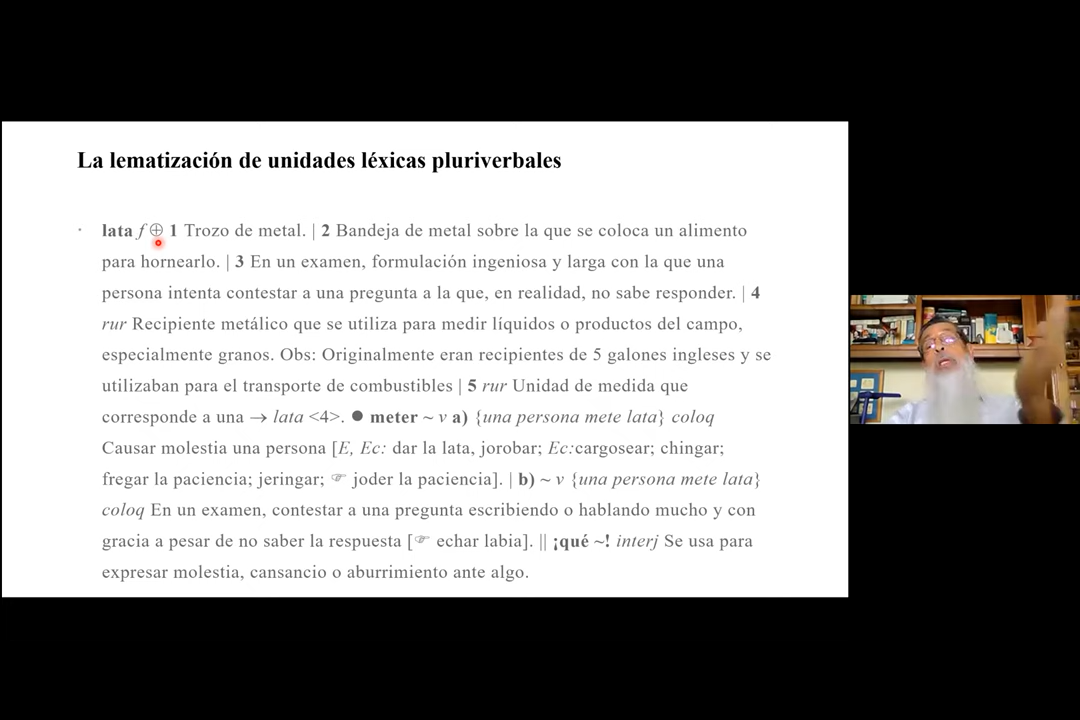 La lematización de unidades léxicas pluriverbales
· lata f ⊕ 1 Trozo de metal. | 2 Bandeja de metal sobre la que se coloca un alimento
para hornearlo. | 3 En un examen, formulación ingeniosa y larga con la que una
persona intenta contestar a una pregunta a la que, en realidad, no sabe responder. | 4
rur Recipiente metálico que se utiliza para medir líquidos o productos del campo,
especialmente granos. Obs: Originalmente eran recipientes de 5 galones ingleses y se
utilizaban para el transporte de combustibles | 5 rur Unidad de medida que
corresponde a una → lata <4>. ● meter ~ v a) {una persona mete lata} coloq
Causar molestia una persona [E, Ec: dar la lata, jorobar; Ec:cargosear; chingar;
fregar la paciencia; jeringar; ☞ joder la paciencia]. | b) ~ v {una persona mete lata}
coloq En un examen, contestar a una pregunta escribiendo o hablando mucho y con
gracia a pesar de no saber la respuesta [☞ echar labia]. || ¡qué ~! interj Se usa para
expresar molestia, cansancio o aburrimiento ante algo.